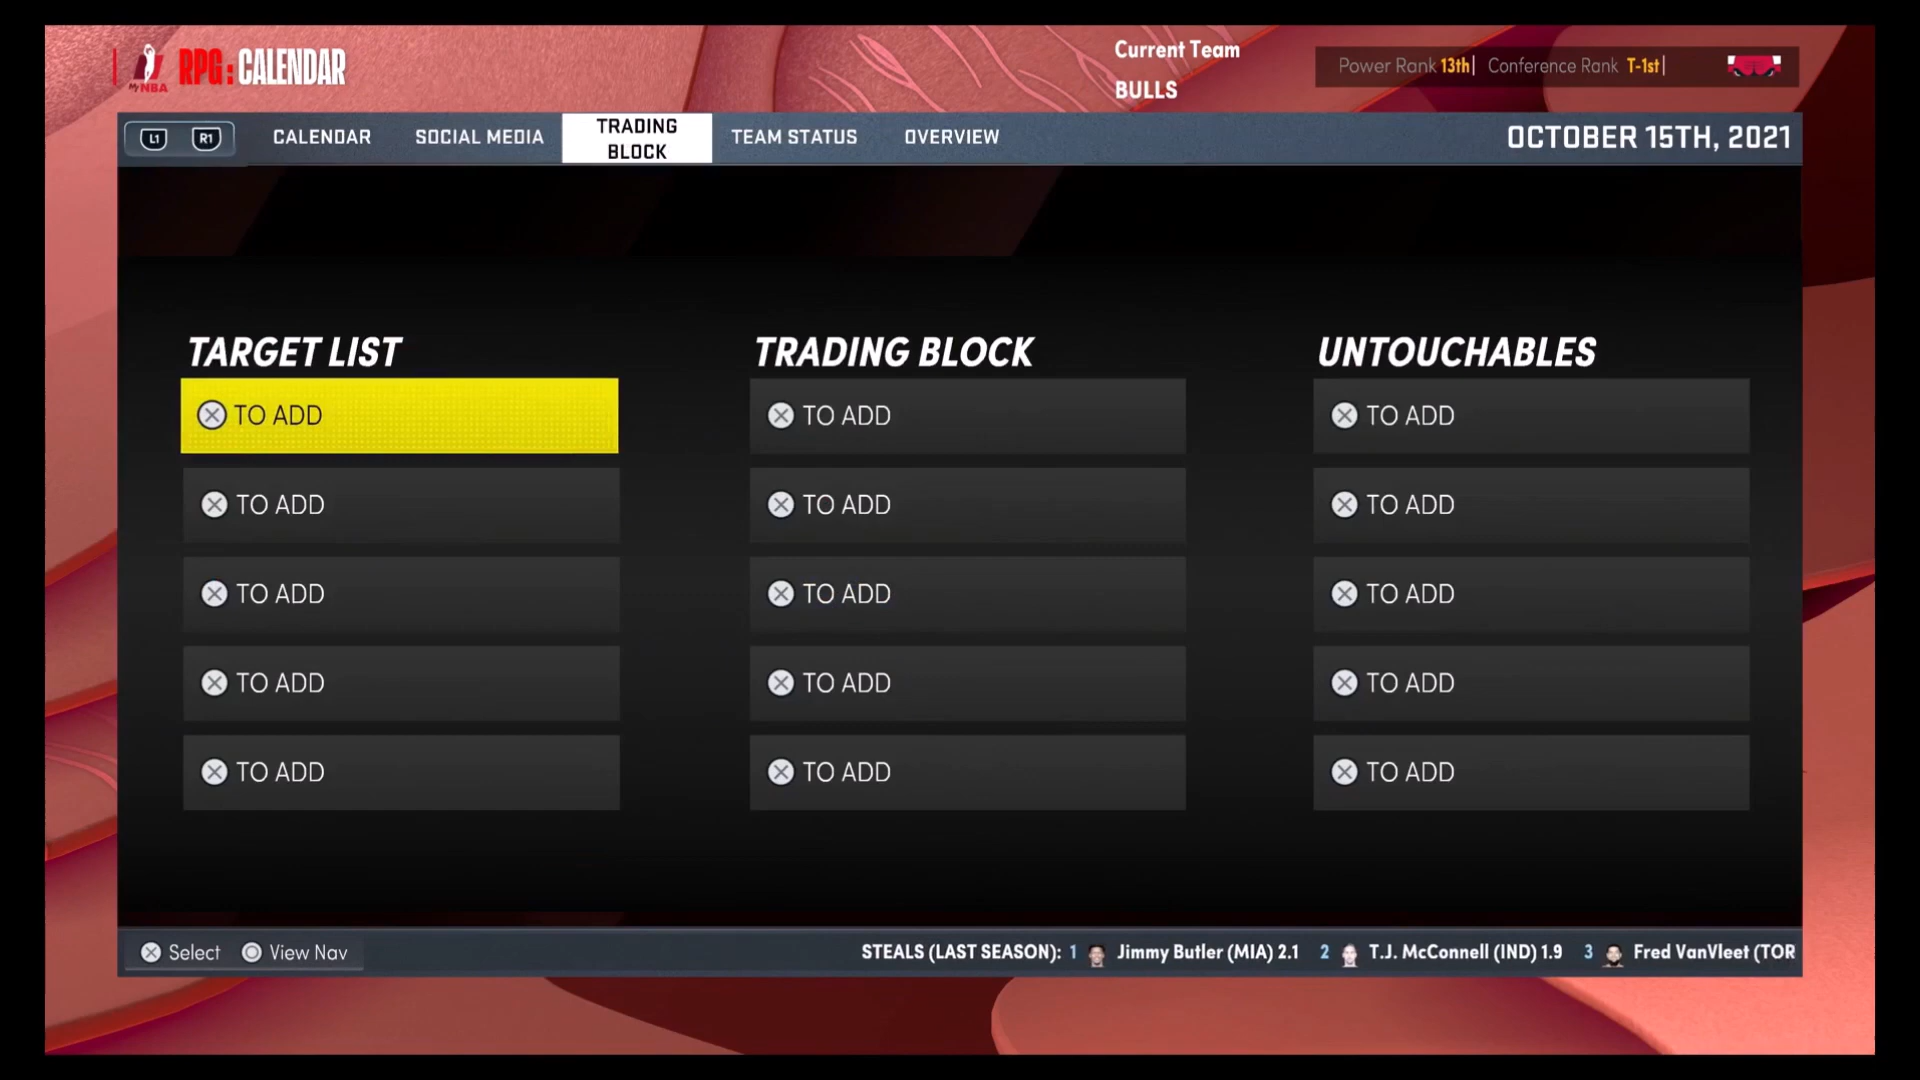 MyNBA
RPG: CALENDAR
Current Team
BULLS
Power Rank 13th| Conference Rank T-1st|
L1 R1
CALENDAR
SOCIAL MEDIA
TRADING
BLOCK
TEAM STATUS
OVERVIEW
OCTOBER 15TH, 2021
TARGET LIST
TO ADD
TO ADD
TO ADD
TO ADD
TO ADD
TRADING BLOCK
TO ADD
TO ADD
TO ADD
TO ADD
TO ADD
UNTOUCHABLES
TO ADD
TO ADD
TO ADD
TO ADD
TO ADD
Select View Nav
STEALS (LAST SEASON): 1 Jimmy Butler (MIA) 2.1 2 T.J. McConnell (IND) 1.9 3 Fred VanVleet (TOR